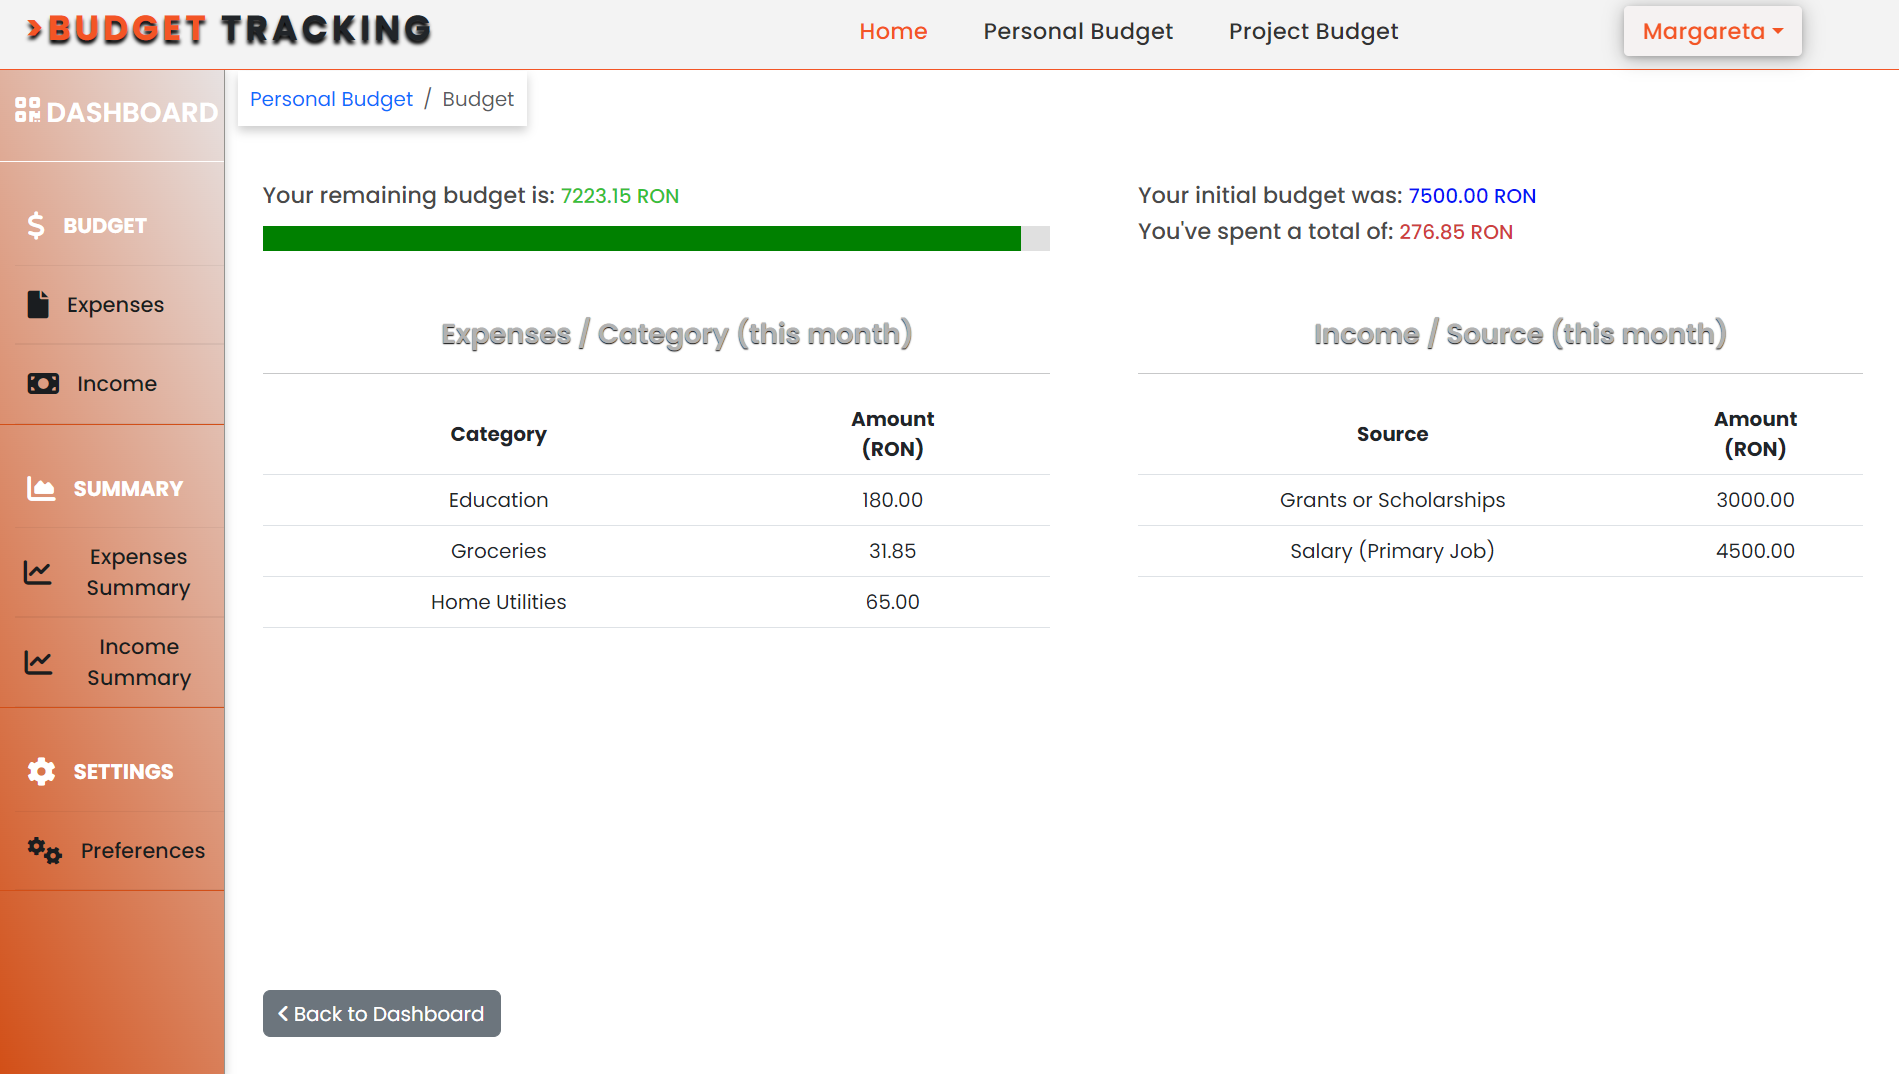 >BUDGET TRACKING
Home
Personal Budget
Project Budget
Margareta
DASHBOARD
BUDGET
Expenses
Income
SUMMARY
Expenses
Summary
Income
Summary
SETTINGS
Preferences
Personal Budget / Budget
Your remaining budget is: 7223.15 RON
Your initial budget was: 7500.00 RON
You've spent a total of: 276.85 RON
Expenses / Category (this month)
Category Amount
(RON)
Education 180.00
Groceries 31.85
Home Utilities 65.00
Income / Source (this month)
Source Amount
(RON)
Grants or Scholarships 3000.00
Salary (Primary Job) 4500.00
Back to Dashboard